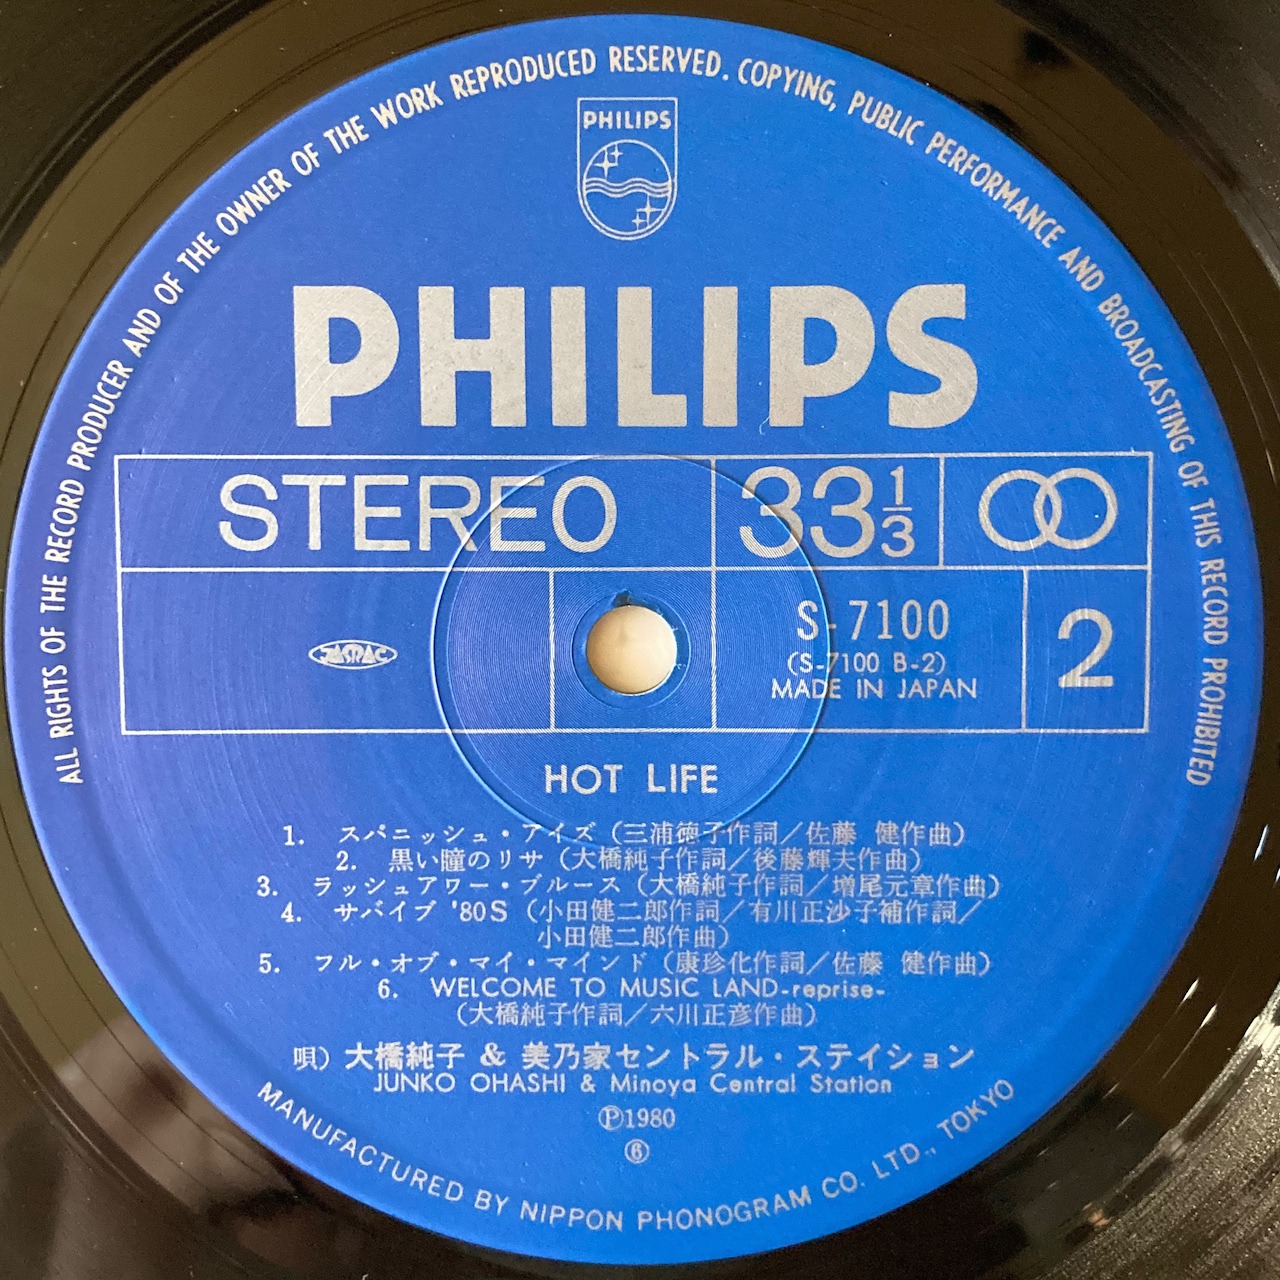 ALL RIGHTS OF THE RECORD PRODUCER AND OF THE OWNER OF THE WORK REPRODUCED RESERVED. COPYING, PUBLIC PERFORMANCE AND BROADCASTING OF THIS RECORD PROHIBITED
PHILIPS
PHILIPS
STEREO 33 1/3
JASRAC
S-7100
(S-7100 B-2)
MADE IN JAPAN
2
HOT LIFE
1. スパニッシュ・アイズ（三浦徳子作詞／佐藤 健作曲）
2. 黒い瞳のリサ（大橋純子作詞／後藤輝夫作曲）
3. ラッシュアワー・ブルース（大橋純子作詞／増尾元章作曲）
4. サバイブ '80S（小田健二郎作詞／有川正沙子補作詞／
小田健二郎作曲）
5. フル・オブ・マイ・マインド（康珍化作詞／佐藤 健作曲）
6. WELCOME TO MUSIC LAND-reprise-
（大橋純子作詞／六川正彦作曲）
唄）大橋純子 & 美乃家セントラル・ステイション
JUNKO OHASHI & Minoya Central Station
Ⓟ1980
⑥
MANUFACTURED BY NIPPON PHONOGRAM CO. LTD., TOKYO